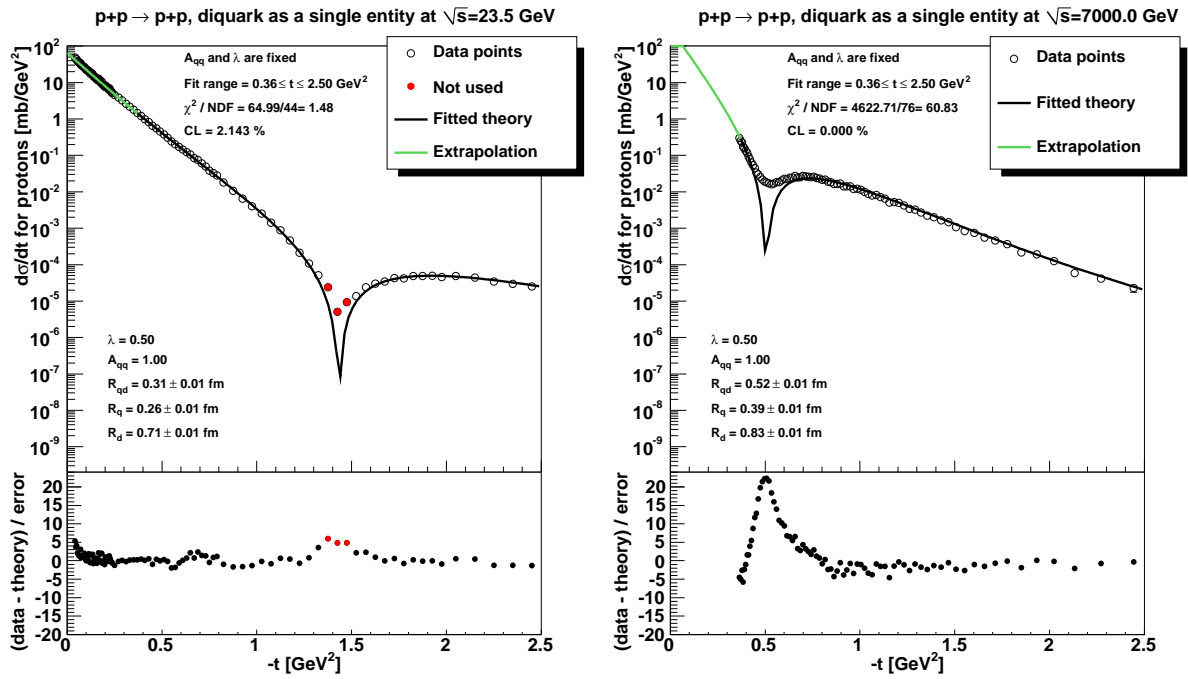 p+p → p+p, diquark as a single entity at √s=23.5 GeV
dσ/dt for protons [mb/GeV²]
10²
10
1
10⁻¹
10⁻²
10⁻³
10⁻⁴
10⁻⁵
10⁻⁶
10⁻⁷
10⁻⁸
10⁻⁹
A_qq and λ are fixed
Fit range = 0.36≤ t ≤ 2.50 GeV²
χ² / NDF = 64.99/44= 1.48
CL = 2.143 %
Data points
Not used
Fitted theory
Extrapolation
λ = 0.50
A_qq = 1.00
R_qd = 0.31 ± 0.01 fm
R_q = 0.26 ± 0.01 fm
R_d = 0.71 ± 0.01 fm
(data - theory) / error
20
15
10
5
0
-5
-10
-15
-20
0 0.5 1 1.5 2 2.5
-t [GeV²]
p+p → p+p, diquark as a single entity at √s=7000.0 GeV
dσ/dt for protons [mb/GeV²]
10²
10
1
10⁻¹
10⁻²
10⁻³
10⁻⁴
10⁻⁵
10⁻⁶
10⁻⁷
10⁻⁸
10⁻⁹
A_qq and λ are fixed
Fit range = 0.36≤ t ≤ 2.50 GeV²
χ² / NDF = 4622.71/76= 60.83
CL = 0.000 %
Data points
Fitted theory
Extrapolation
λ = 0.50
A_qq = 1.00
R_qd = 0.52 ± 0.01 fm
R_q = 0.39 ± 0.01 fm
R_d = 0.83 ± 0.01 fm
(data - theory) / error
20
15
10
5
0
-5
-10
-15
-20
0 0.5 1 1.5 2 2.5
-t [GeV²]